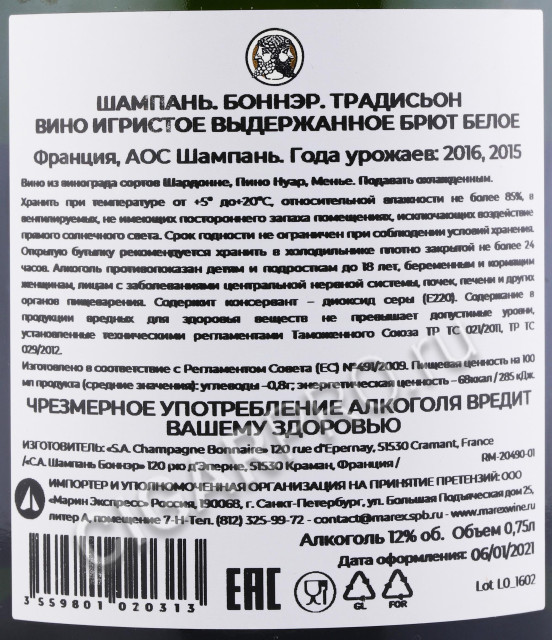 ШАМПАНЬ. БОННЭР. ТРАДИСЬОН
ВИНО ИГРИСТОЕ ВЫДЕРЖАННОЕ БРЮТ БЕЛОЕ
Франция, АОС Шампань. Года урожаев: 2016, 2015
Вино из винограда сортов Шардонне, Пино Нуар, Менье. Подавать охлажденным.
Хранить при температуре от +5° до+20°С, относительной влажности не более 85%, в
вентилируемых, не имеющих постороннего запаха помещениях, исключающих воздействие
прямого солнечного света. Срок годности не ограничен при соблюдении условий хранения.
Открытую бутылку рекомендуется хранить в холодильнике плотно закрытой не более 24
часов. Алкоголь противопоказан детям и подросткам до 18 лет, беременным и кормящим
женщинам, лицам с заболеваниями центральной нервной системы, почек, печени и других
органов пищеварения. Содержит консервант – диоксид серы (Е220). Содержание в
продукции вредных для здоровья веществ не превышает допустимые уровни,
установленные техническими регламентами Таможенного Союза ТР ТС 021/2011, ТР ТС
029/2012.
Изготовлено в соответствие с Регламентом Совета (ЕС) №491/2009. Пищевая ценность на 100
мл продукта (средние значения): углеводы –0,8г; энергетическая ценность – 68ккал / 285 кДж.
ЧРЕЗМЕРНОЕ УПОТРЕБЛЕНИЕ АЛКОГОЛЯ ВРЕДИТ
ВАШЕМУ ЗДОРОВЬЮ
ИЗГОТОВИТЕЛЬ: «S.A. Champagne Bonnaire» 120 rue d'Epernay, 51530 Cramant, France
/«С.А. Шампань Боннэр» 120 рю д'Эперне, 51530 Краман, Франция /
RM-20490-01
ИМПОРТЕР И УПОЛНОМОЧЕННАЯ ОРГАНИЗАЦИЯ НА ПРИНЯТИЕ ПРЕТЕНЗИЙ: ООО
«Марин Экспресс» Россия, 190068, г. Санкт-Петербург, ул. Большая Подьяческая дом 25,
литер А, помещение 7-Н-Тел. (812) 325-99-72 - contact@marex.spb.ru - www.marexwine.ru
Алкоголь 12% об. Объем 0,75л
Дата оформления: 06/01/2021
Lot L0_1602
3 559801 020313
EAC
GL
FOR
CIGARPRO.ru